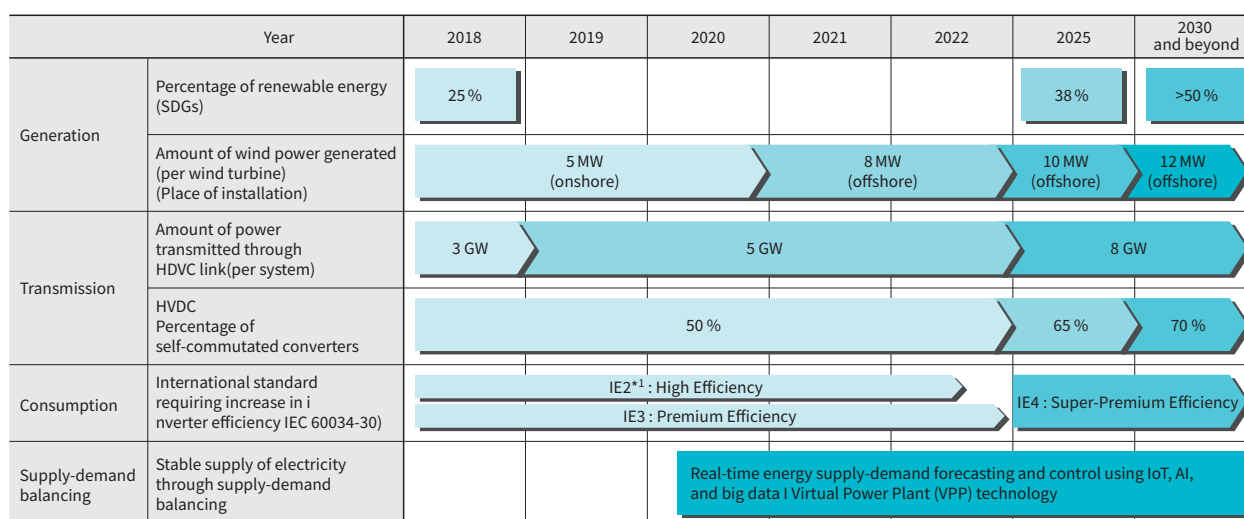 Year
2018
2019
2020
2021
2022
2025
2030
and beyond
Generation
Percentage of renewable energy
(SDGs)
25 %
38 %
>50 %
Amount of wind power generated
(per wind turbine)
(Place of installation)
5 MW
(onshore)
8 MW
(offshore)
10 MW
(offshore)
12 MW
(offshore)
Transmission
Amount of power
transmitted through
HDVC link(per system)
3 GW
5 GW
8 GW
HVDC
Percentage of
self-commutated converters
50 %
65 %
70 %
Consumption
International standard
requiring increase in i
nverter efficiency IEC 60034-30)
IE2*1 : High Efficiency
IE3 : Premium Efficiency
IE4 : Super-Premium Efficiency
Supply-demand
balancing
Stable supply of electricity
through supply-demand
balancing
Real-time energy supply-demand forecasting and control using IoT, AI,
and big data I Virtual Power Plant (VPP) technology